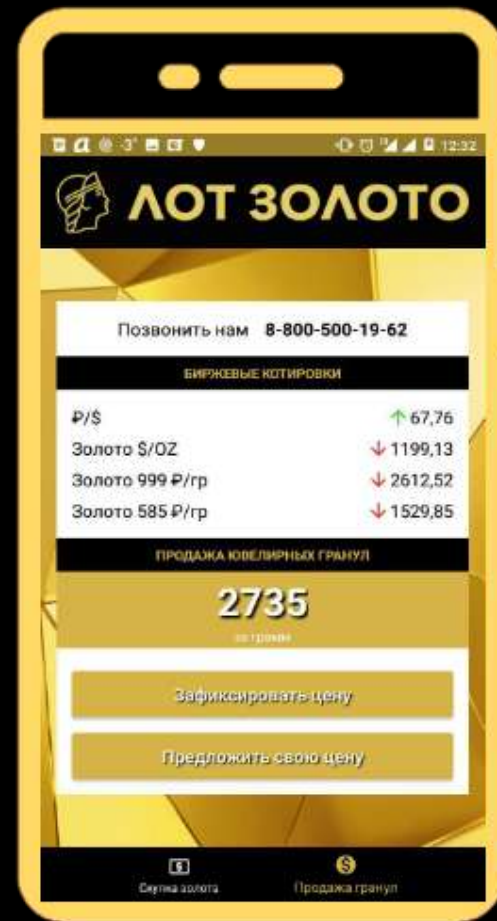 -3° 12:32
ЛОТ ЗОЛОТО
Позвонить нам 8-800-500-19-62
БИРЖЕВЫЕ КОТИРОВКИ
₽/$ ↑ 67,76
Золото $/OZ ↓ 1199,13
Золото 999 ₽/гр ↓ 2612,52
Золото 585 ₽/гр ↓ 1529,85
ПРОДАЖА ЮВЕЛИРНЫХ ГРАНУЛ
2735
за грамм
Зафиксировать цену
Предложить свою цену
Скупка золота Продажа гранул